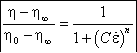 (η − η∞) / (η₀ − η∞) = 1 / (1 + (Cε̇)ⁿ)